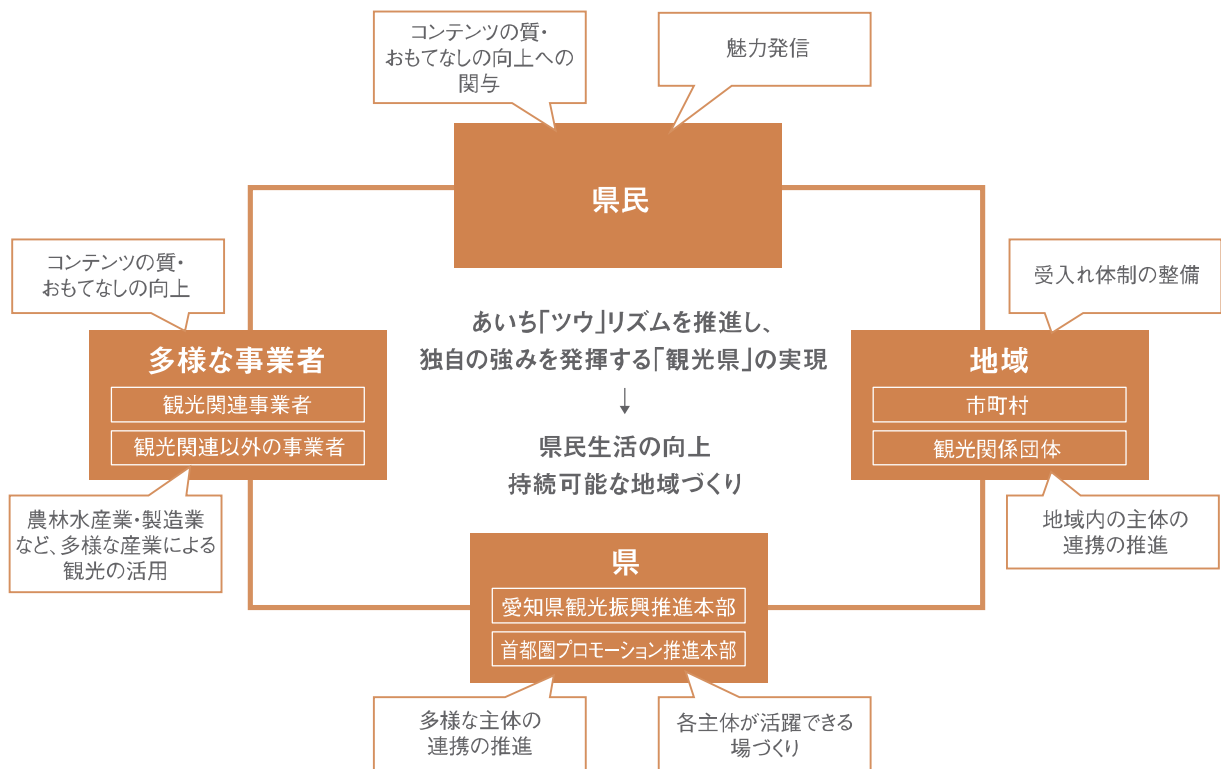 コンテンツの質・
おもてなしの向上への
関与
魅力発信
県民
コンテンツの質・
おもてなしの向上
受入れ体制の整備
多様な事業者
観光関連事業者
観光関連以外の事業者
あいち「ツウ」リズムを推進し、
独自の強みを発揮する「観光県」の実現
↓
県民生活の向上
持続可能な地域づくり
地域
市町村
観光関係団体
農林水産業・製造業
など、多様な産業による
観光の活用
地域内の主体の
連携の推進
県
愛知県観光振興推進本部
首都圏プロモーション推進本部
多様な主体の
連携の推進
各主体が活躍できる
場づくり